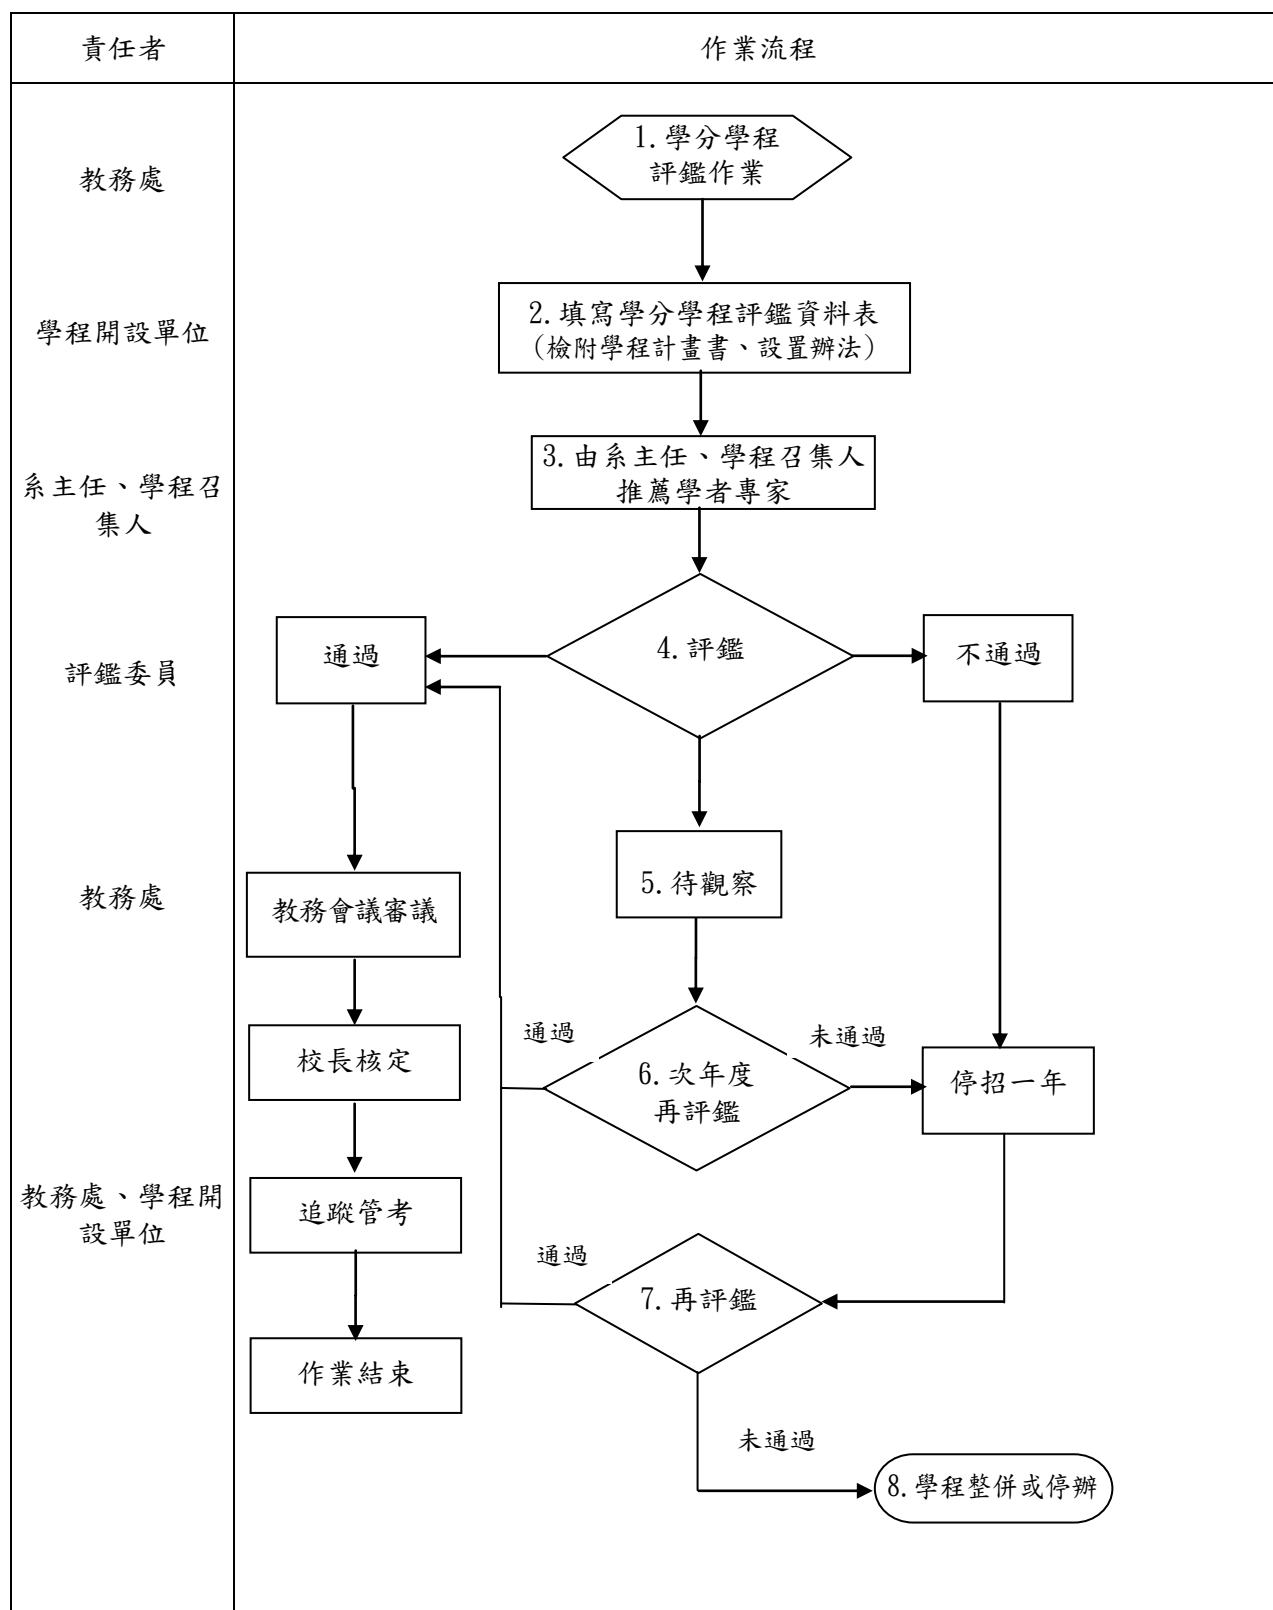 責任者
作業流程
教務處
1.學分學程
評鑑作業
學程開設單位
2.填寫學分學程評鑑資料表
(檢附學程計畫書、設置辦法)
系主任、學程召
集人
3.由系主任、學程召集人
推薦學者專家
評鑑委員
通過
4.評鑑
不通過
教務處
教務會議審議
5.待觀察
校長核定
通過
6.次年度
再評鑑
未通過
停招一年
教務處、學程開
設單位
追蹤管考
通過
7.再評鑑
作業結束
未通過
8.學程整併或停辦